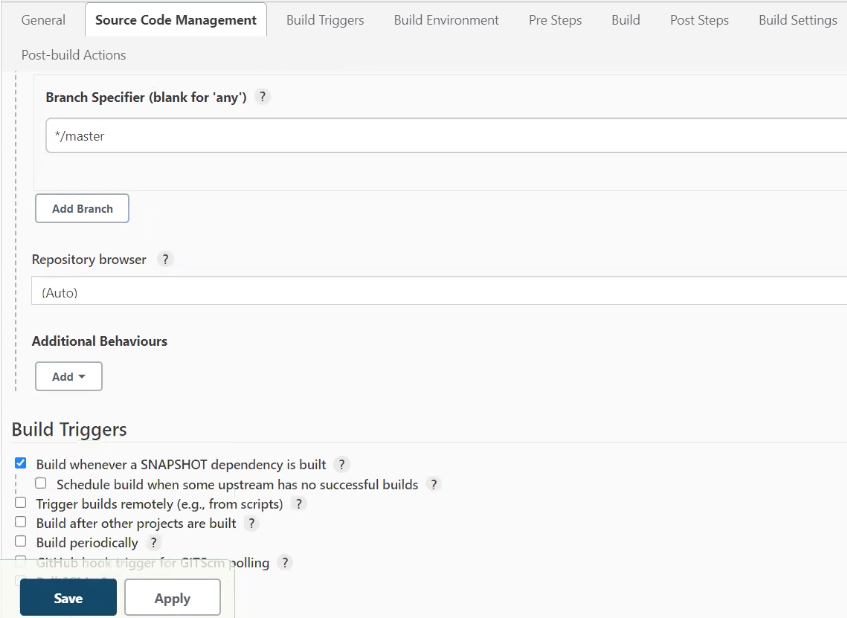 General Source Code Management Build Triggers Build Environment Pre Steps Build Post Steps Build Settings
Post-build Actions
Branch Specifier (blank for 'any') ?
*/master
Add Branch
Repository browser ?
(Auto)
Additional Behaviours
Add
Build Triggers
Build whenever a SNAPSHOT dependency is built ?
Schedule build when some upstream has no successful builds ?
Trigger builds remotely (e.g., from scripts) ?
Build after other projects are built ?
Build periodically ?
GitHub hook trigger for GITScm polling ?
Save Apply